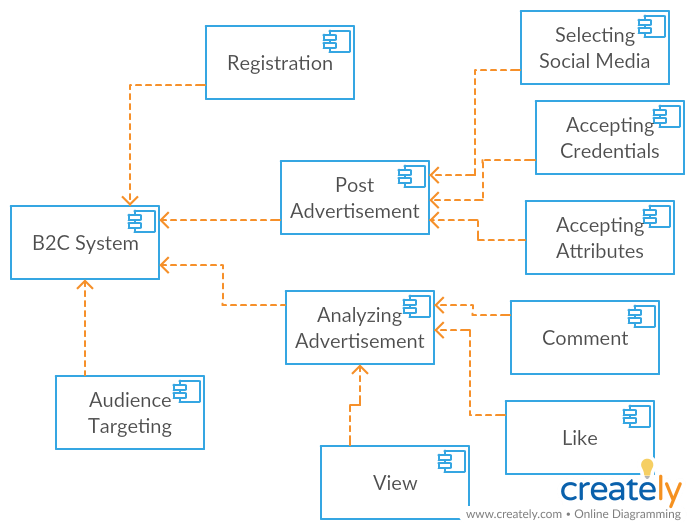 Selecting
Social Media
Registration
Accepting
Credentials
Post
Advertisement
Accepting
Attributes
B2C System
Analyzing
Advertisement
Comment
Audience
Targeting
Like
View
creately
www.creately.com • Online Diagramming